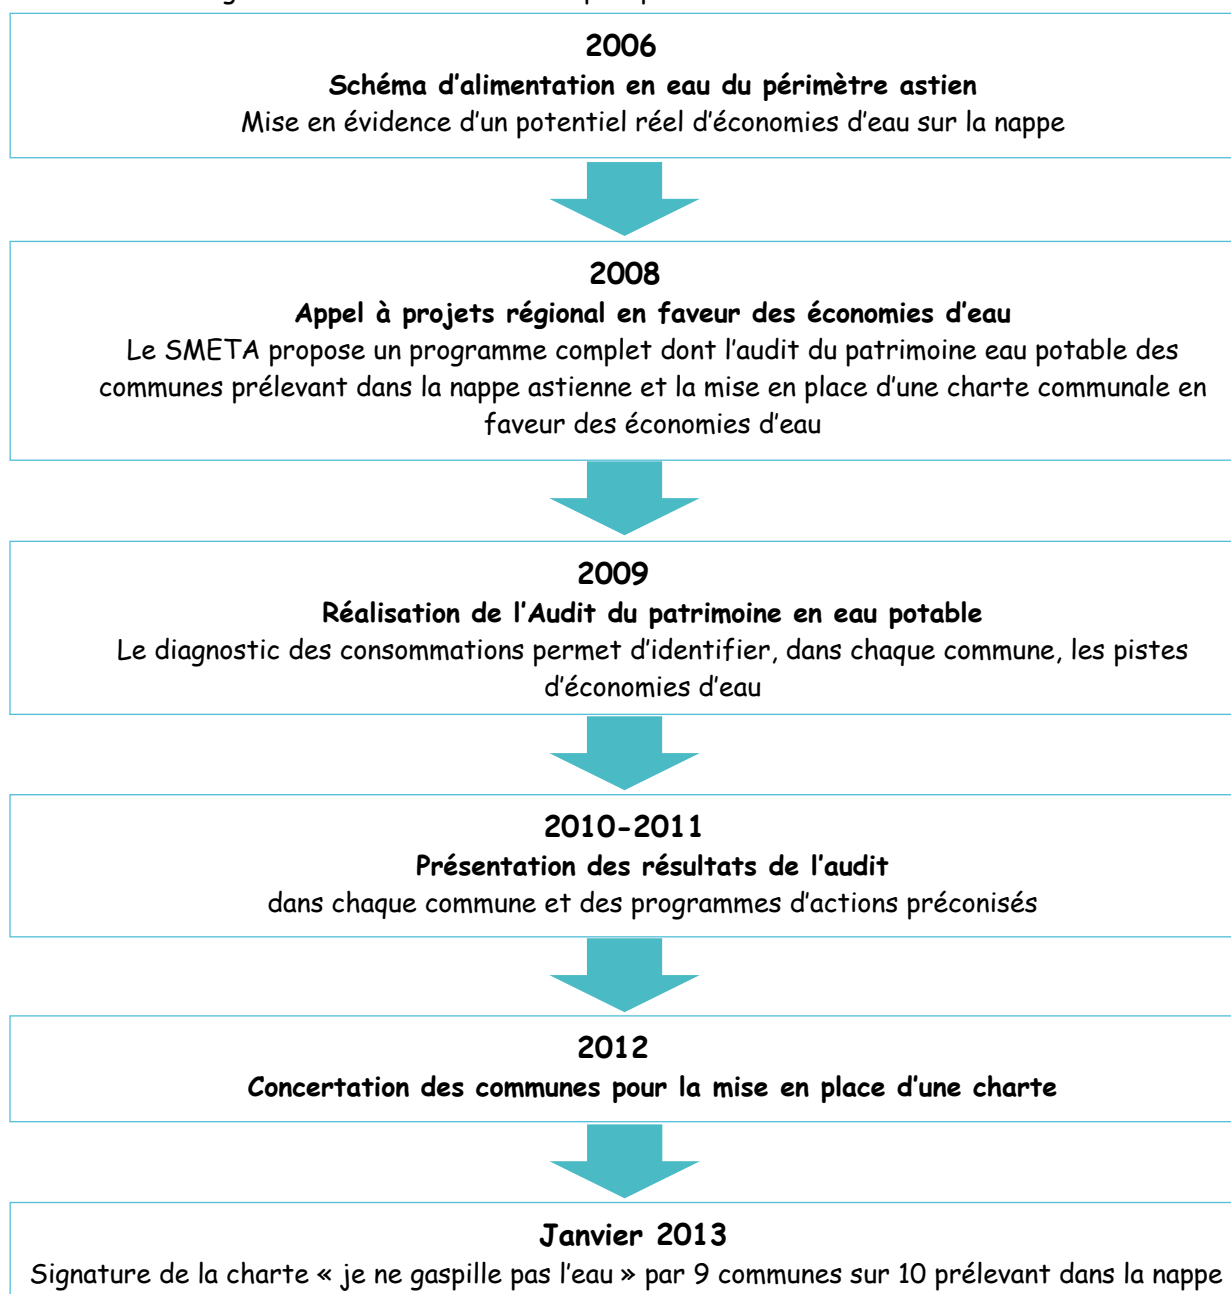 2006
Schéma d'alimentation en eau du périmètre astien
Mise en évidence d'un potentiel réel d'économies d'eau sur la nappe
2008
Appel à projets régional en faveur des économies d'eau
Le SMETA propose un programme complet dont l'audit du patrimoine eau potable des
communes prélevant dans la nappe astienne et la mise en place d'une charte communale en
faveur des économies d'eau
2009
Réalisation de l'Audit du patrimoine en eau potable
Le diagnostic des consommations permet d'identifier, dans chaque commune, les pistes
d'économies d'eau
2010-2011
Présentation des résultats de l'audit
dans chaque commune et des programmes d'actions préconisés
2012
Concertation des communes pour la mise en place d'une charte
Janvier 2013
Signature de la charte « je ne gaspille pas l'eau » par 9 communes sur 10 prélevant dans la nappe